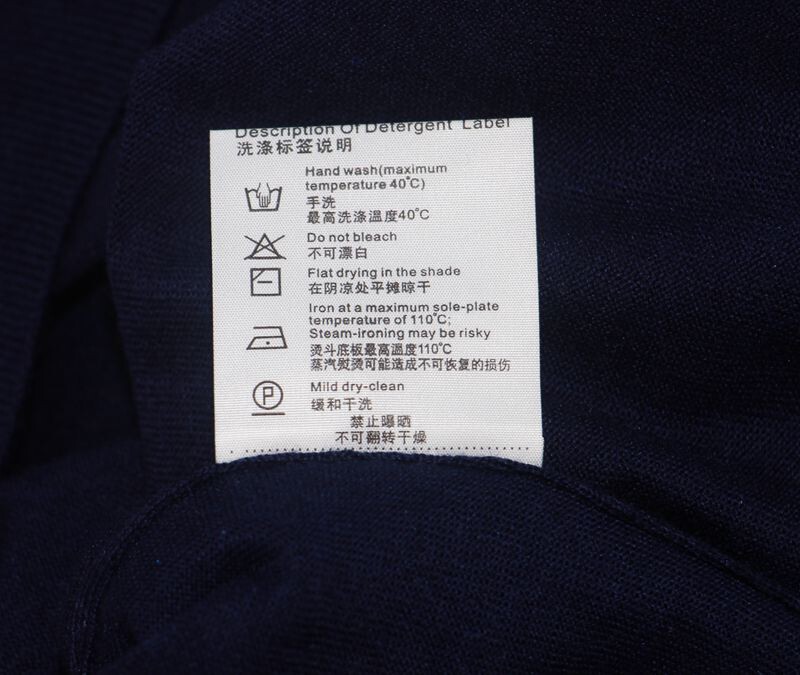 Description Of Detergent Label
洗涤标签说明
Hand wash(maximum
temperature 40°C)
手洗
最高洗涤温度40°C
Do not bleach
不可漂白
Flat drying in the shade
在阴凉处平摊晾干
Iron at a maximum sole-plate
temperature of 110°C;
Steam-ironing may be risky
熨斗底板最高温度110°C
蒸汽熨烫可能造成不可恢复的损伤
P
Mild dry-clean
缓和干洗
禁止曝晒
不可翻转干燥